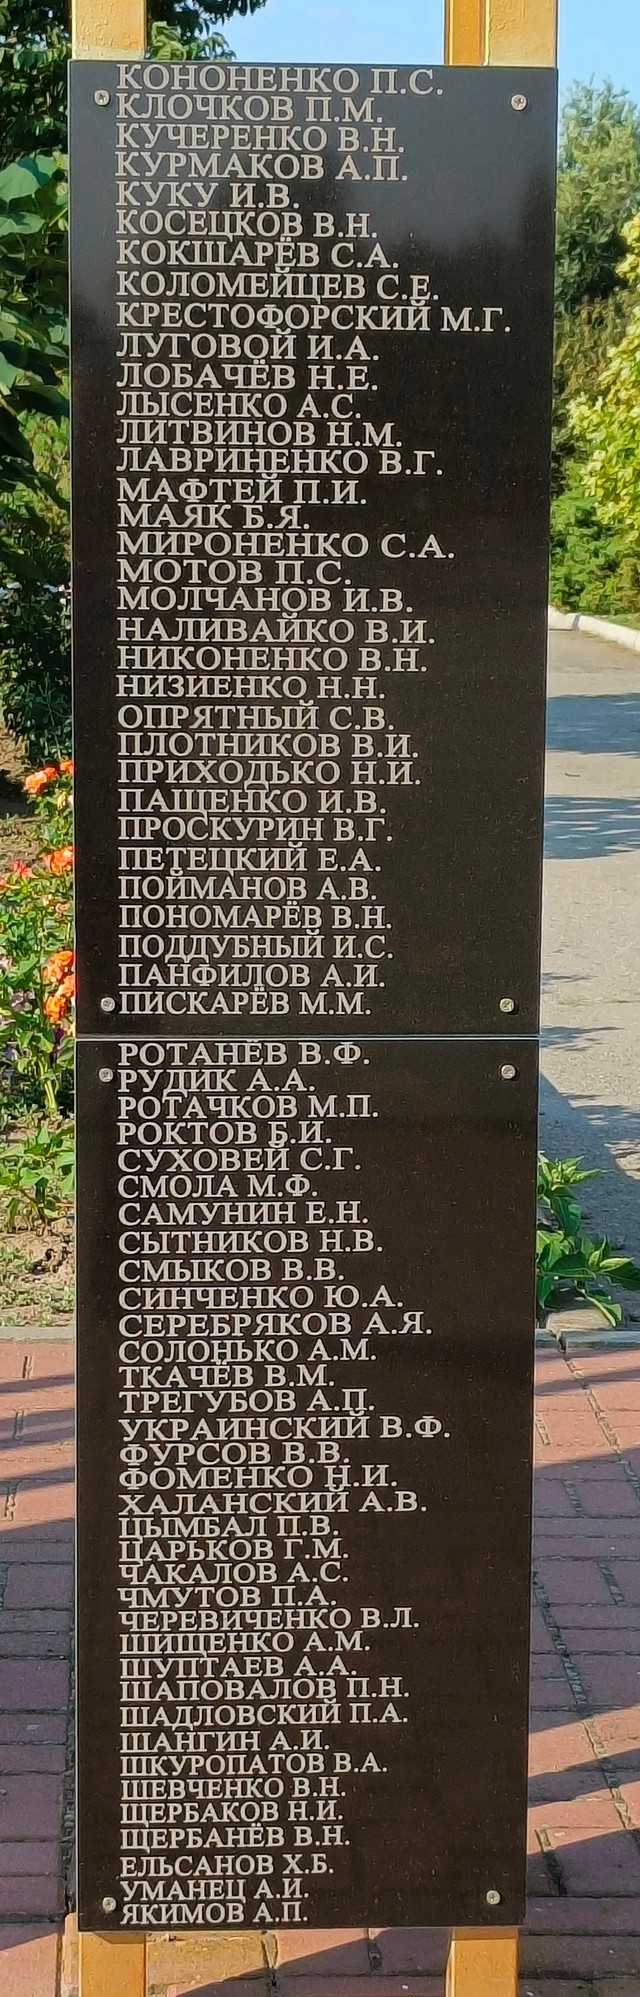 КОНОНЕНКО П.С.
КЛОЧКОВ П.М.
КУЧЕРЕНКО В.Н.
КУРМАКОВ А.П.
КУКУ И.В.
КОСЕЦКОВ В.Н.
КОКШАРЁВ С.А.
КОЛОМЕЙЦЕВ С.Е.
КРЕСТОФОРСКИЙ М.Г.
ЛУГОВОЙ И.А.
ЛОБАЧЁВ Н.Е.
ЛЫСЕНКО А.С.
ЛИТВИНОВ Н.М.
ЛАВРИНЕНКО В.Г.
МАФТЕЙ П.И.
МАЯК Б.Я.
МИРОНЕНКО С.А.
МОТОВ П.С.
МОЛЧАНОВ И.В.
НАЛИВАЙКО В.И.
НИКОНЕНКО В.Н.
НИЗИЕНКО Н.Н.
ОПРЯТНЫЙ С.В.
ПЛОТНИКОВ В.И.
ПРИХОДЬКО Н.И.
ПАЩЕНКО И.В.
ПРОСКУРИН В.Г.
ПЕТЕЦКИЙ Е.А.
ПОЙМАНОВ А.В.
ПОНОМАРЁВ В.Н.
ПОДДУБНЫЙ И.С.
ПАНФИЛОВ А.И.
ПИСКАРЁВ М.М.
РОТАНЁВ В.Ф.
РУДИК А.А.
РОТАЧКОВ М.П.
РОКТОВ Б.И.
СУХОВЕЙ С.Г.
СМОЛА М.Ф.
САМУНИН Е.Н.
СЫТНИКОВ Н.В.
СМЫКОВ В.В.
СИНЧЕНКО Ю.А.
СЕРЕБРЯКОВ А.Я.
СОЛОНЬКО А.М.
ТКАЧЁВ В.М.
ТРЕГУБОВ А.П.
УКРАИНСКИЙ В.Ф.
ФУРСОВ В.В.
ФОМЕНКО Н.И.
ХАЛАНСКИЙ А.В.
ЦЫМБАЛ П.В.
ЦАРЬКОВ Г.М.
ЧАКАЛОВ А.С.
ЧМУТОВ П.А.
ЧЕРЕВИЧЕНКО В.Л.
ШИЩЕНКО А.М.
ШУПТАЕВ А.А.
ШАПОВАЛОВ П.Н.
ШАДЛОВСКИЙ П.А.
ШАНГИН А.И.
ШКУРОПАТОВ В.А.
ШЕВЧЕНКО В.Н.
ЩЕРБАКОВ Н.И.
ЩЕРБАНЁВ В.Н.
ЕЛЬСАНОВ Х.Б.
УМАНЕЦ А.И.
ЯКИМОВ А.П.